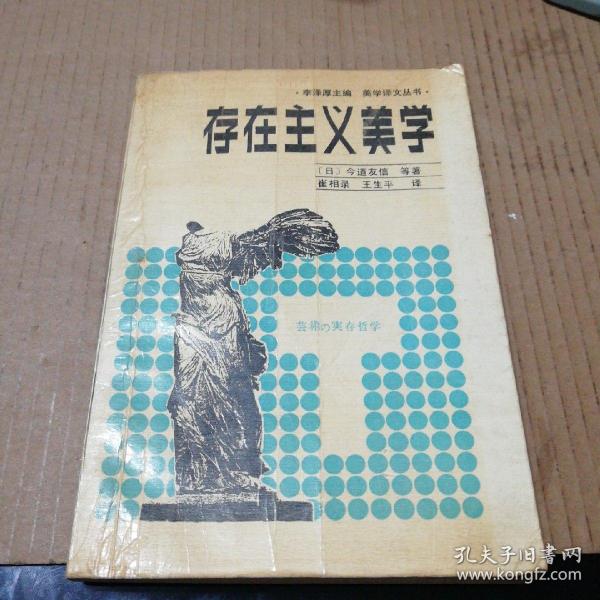 ·李泽厚主编 美学译文丛书·
存在主义美学
〔日〕今道友信 等著
崔相录 王生平 译
芸術の実存哲学
孔夫子旧书网
www.kongfz.com